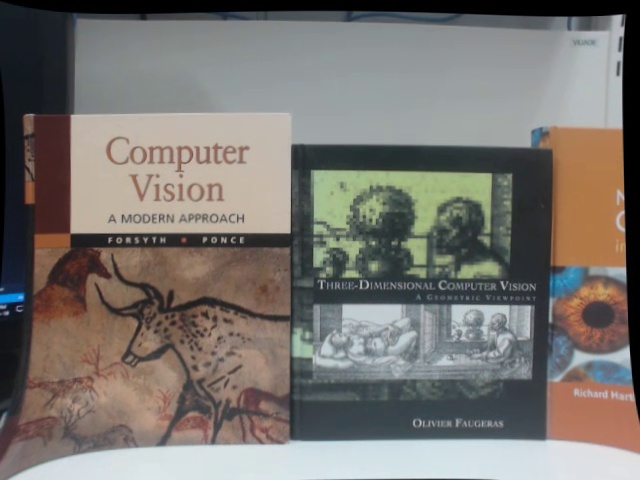 Computer
Vision
A MODERN APPROACH
FORSYTH ▪ PONCE
THREE-DIMENSIONAL COMPUTER VISION
A GEOMETRIC VIEWPOINT
OLIVIER FAUGERAS
Richard Hart